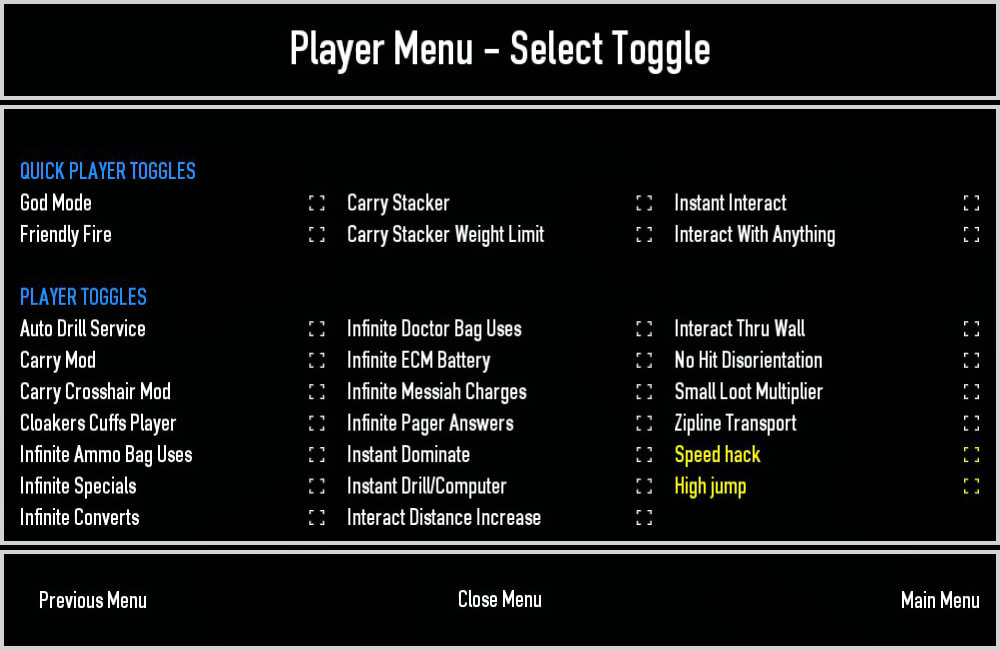 Player Menu - Select Toggle
QUICK PLAYER TOGGLES
God Mode Carry Stacker Instant Interact
Friendly Fire Carry Stacker Weight Limit Interact With Anything
PLAYER TOGGLES
Auto Drill Service Infinite Doctor Bag Uses Interact Thru Wall
Carry Mod Infinite ECM Battery No Hit Disorientation
Carry Crosshair Mod Infinite Messiah Charges Small Loot Multiplier
Cloakers Cuffs Player Infinite Pager Answers Zipline Transport
Infinite Ammo Bag Uses Instant Dominate Speed hack
Infinite Specials Instant Drill/Computer High jump
Infinite Converts Interact Distance Increase
Previous Menu Close Menu Main Menu